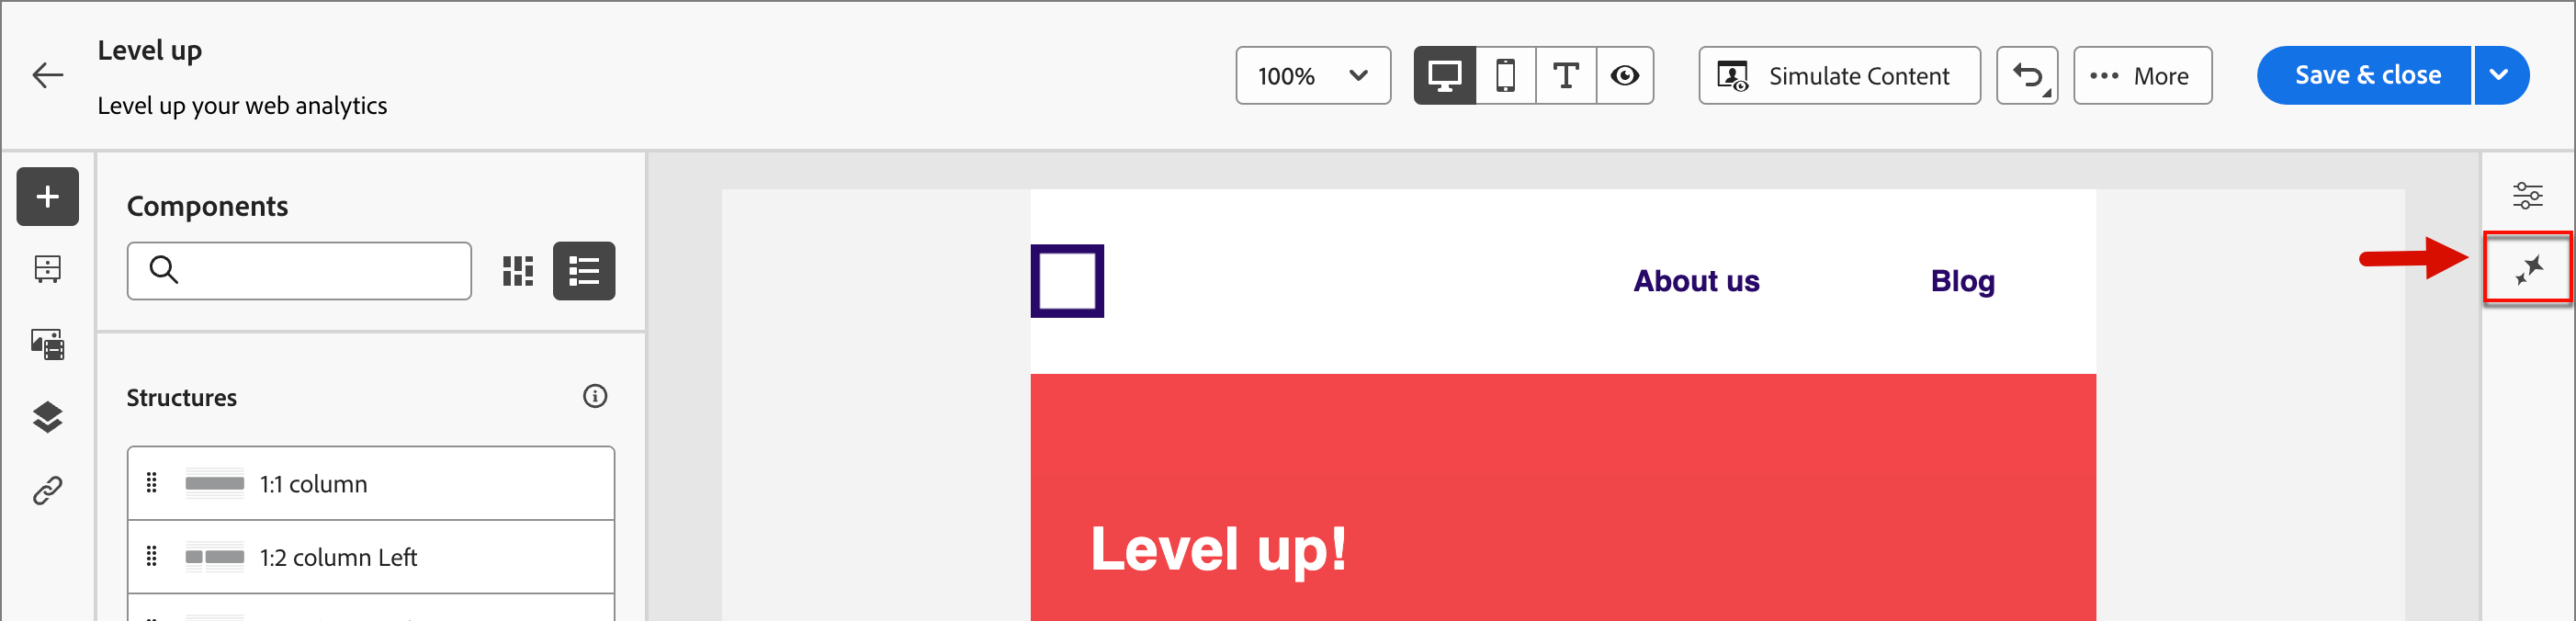 Level up
Level up your web analytics
100%
Simulate Content
More
Save & close
Components
Structures
1:1 column
1:2 column Left
About us
Blog
Level up!